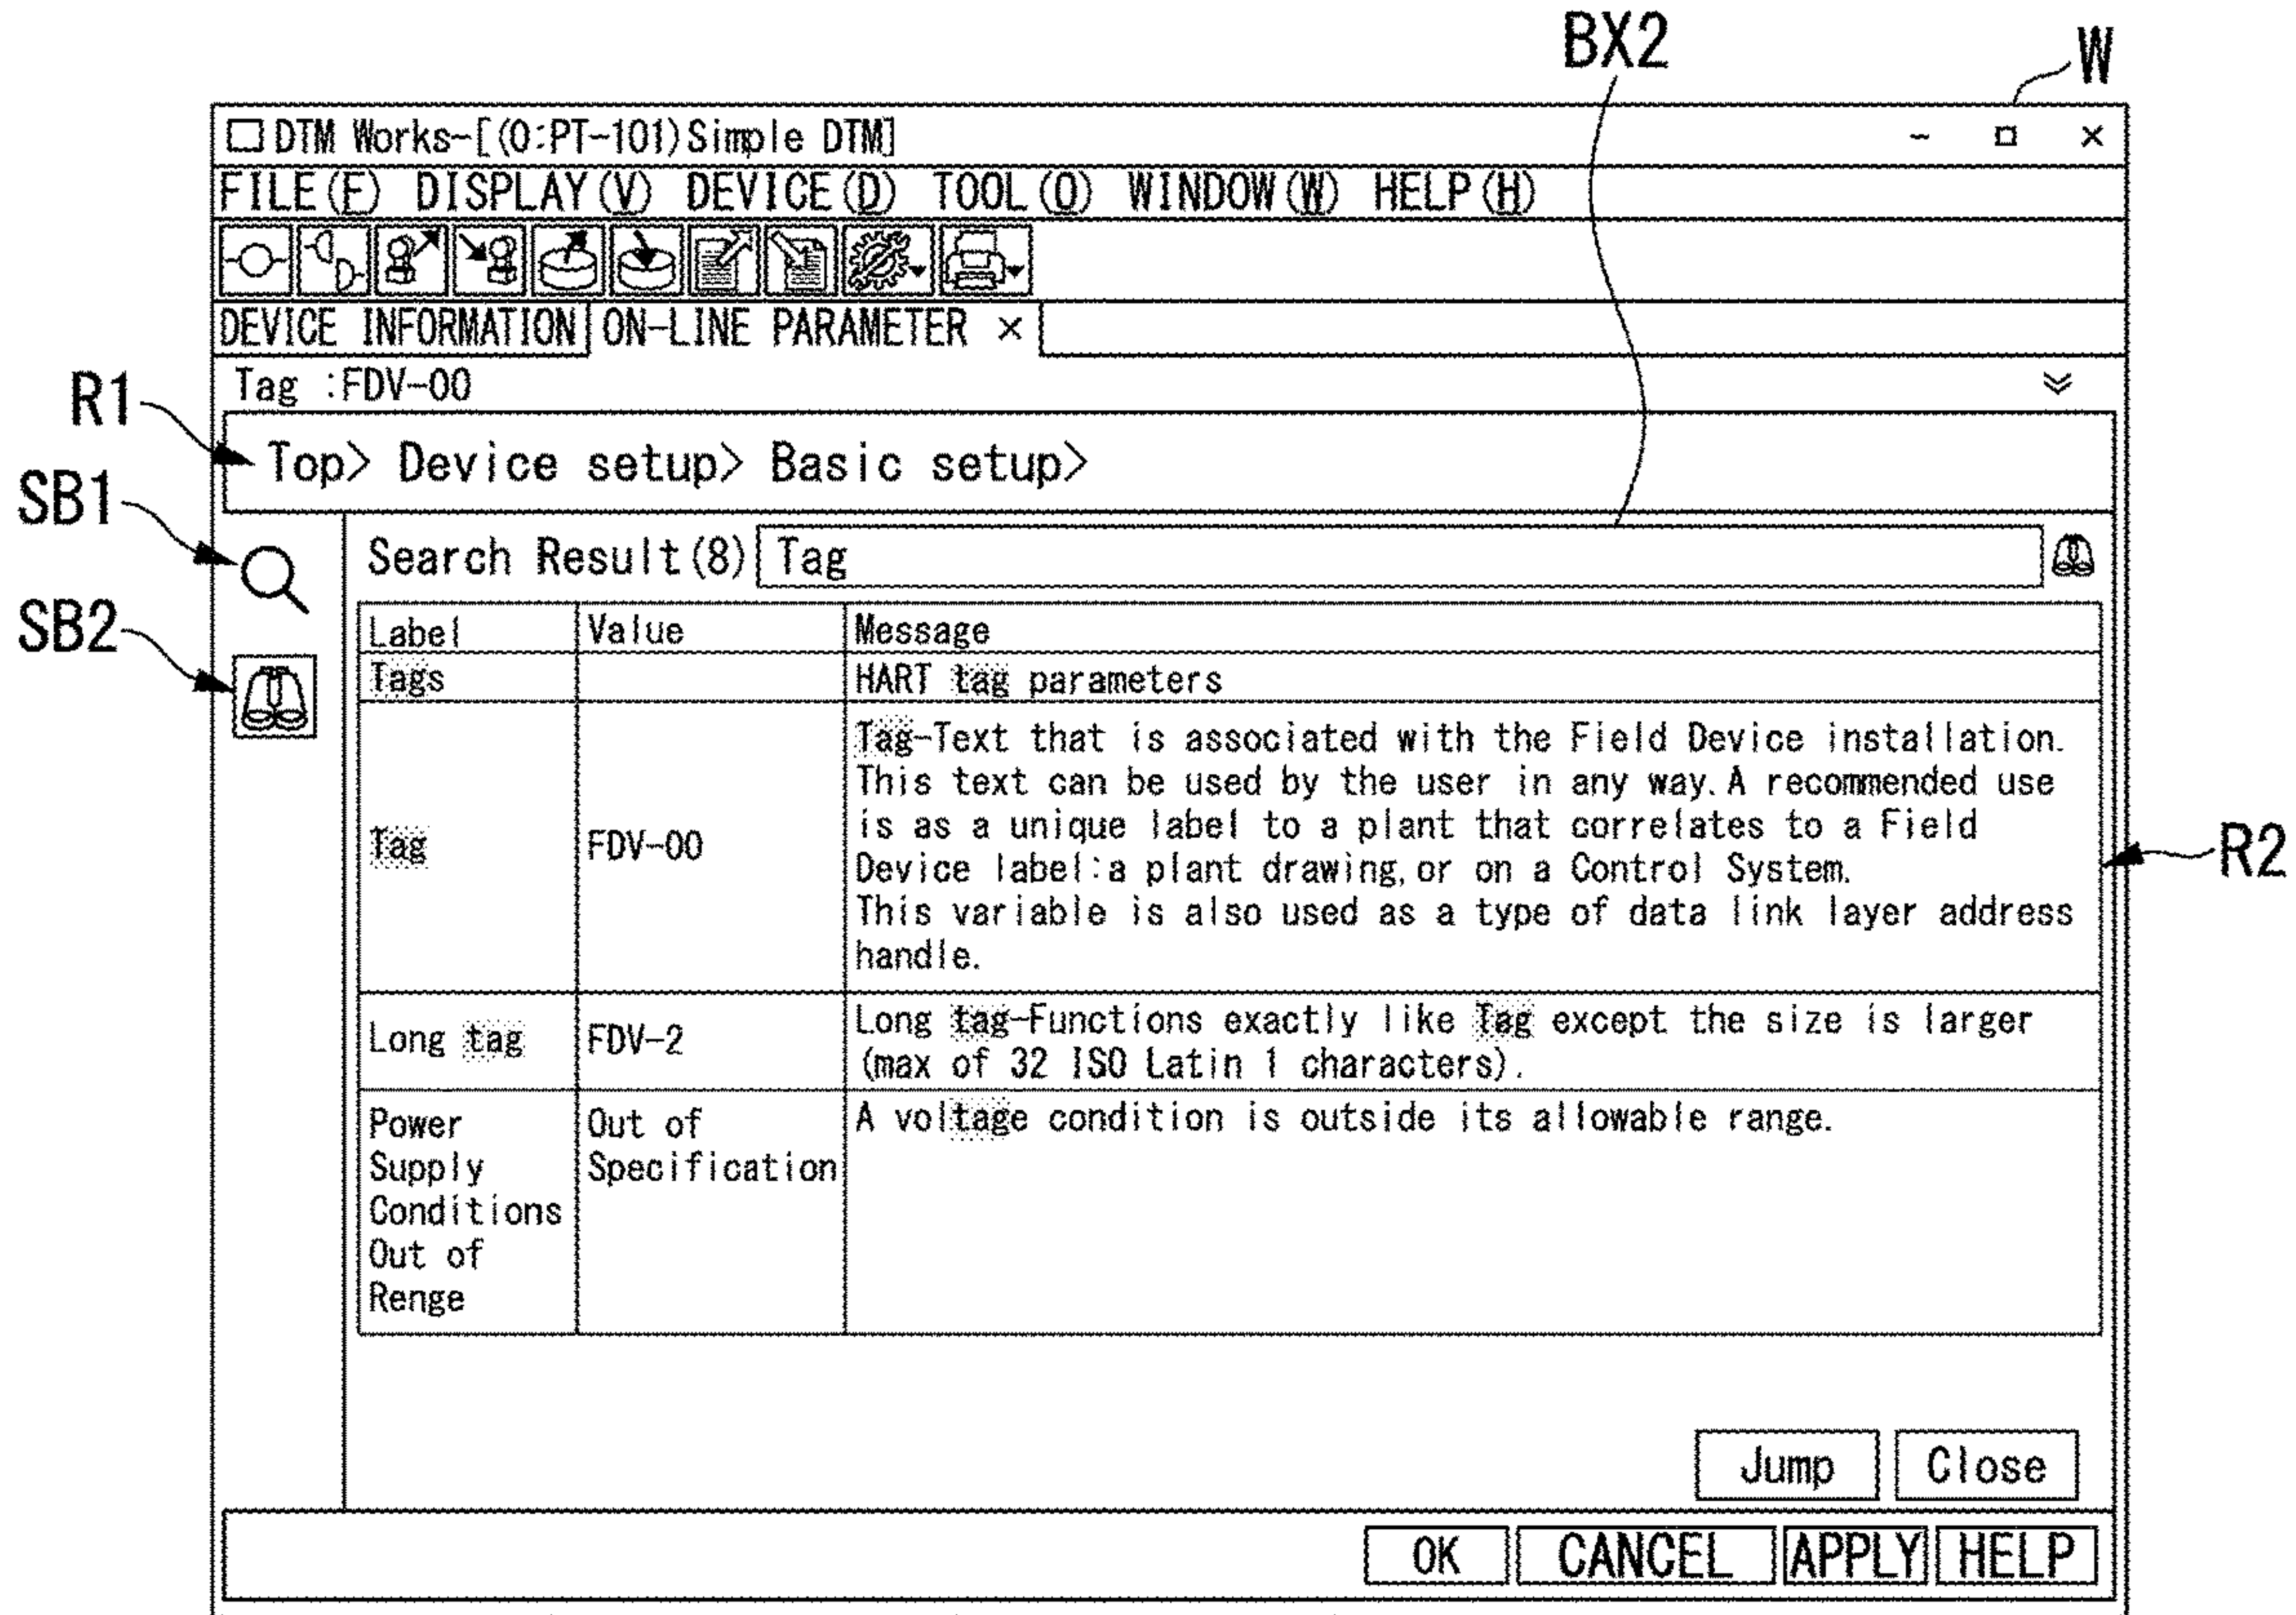 BX2
W
DTM Works-[(0:PT-101)Simple DTM]
FILE(F) DISPLAY(V) DEVICE(D) TOOL(O) WINDOW(W) HELP(H)
DEVICE INFORMATION ON-LINE PARAMETER ×
Tag :FDV-00
R1
Top> Device setup> Basic setup>
SB1
Search Result(8) Tag
SB2
Label Value Message
Tags HART tag parameters
Tag FDV-00
Tag-Text that is associated with the Field Device installation.
This text can be used by the user in any way.A recommended use
is as a unique label to a plant that correlates to a Field
Device label:a plant drawing,or on a Control System.
This variable is also used as a type of data link layer address
handle.
R2
Long tag FDV-2
Long tag-Functions exactly like Tag except the size is larger
(max of 32 ISO Latin 1 characters).
Power
Supply
Conditions
Out of
Renge
Out of
Specification
A voltage condition is outside its allowable range.
Jump Close
OK CANCEL APPLY HELP